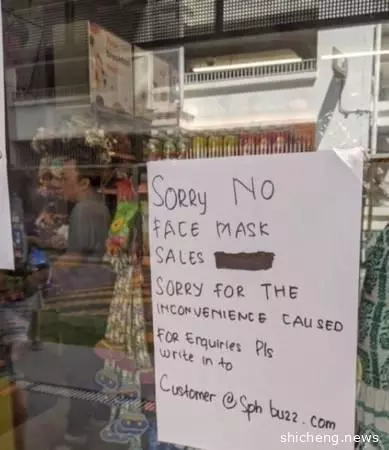 Sorry No
FACE MASK
SALES
SORRY FOR THE
INCONVENIENCE CAUSED
FOR Enquiries Pls
write in to
Customer @ Sph buzz . com
shicheng.news